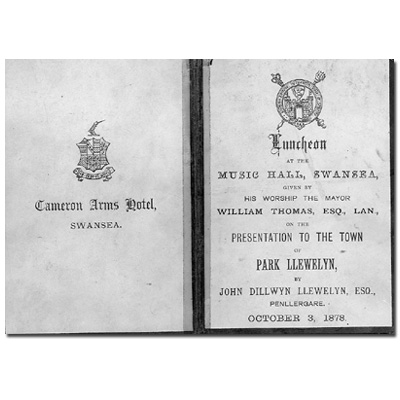 Cameron Arms Hotel,
SWANSEA.
Luncheon
AT THE
MUSIC HALL, SWANSEA,
GIVEN BY
HIS WORSHIP THE MAYOR
WILLIAM THOMAS, ESQ., LAN.,
ON THE
PRESENTATION TO THE TOWN
OF
PARK LLEWELYN,
BY
JOHN DILLWYN LLEWELYN, ESQ.,
PENLLERGARE.
OCTOBER 3, 1878.